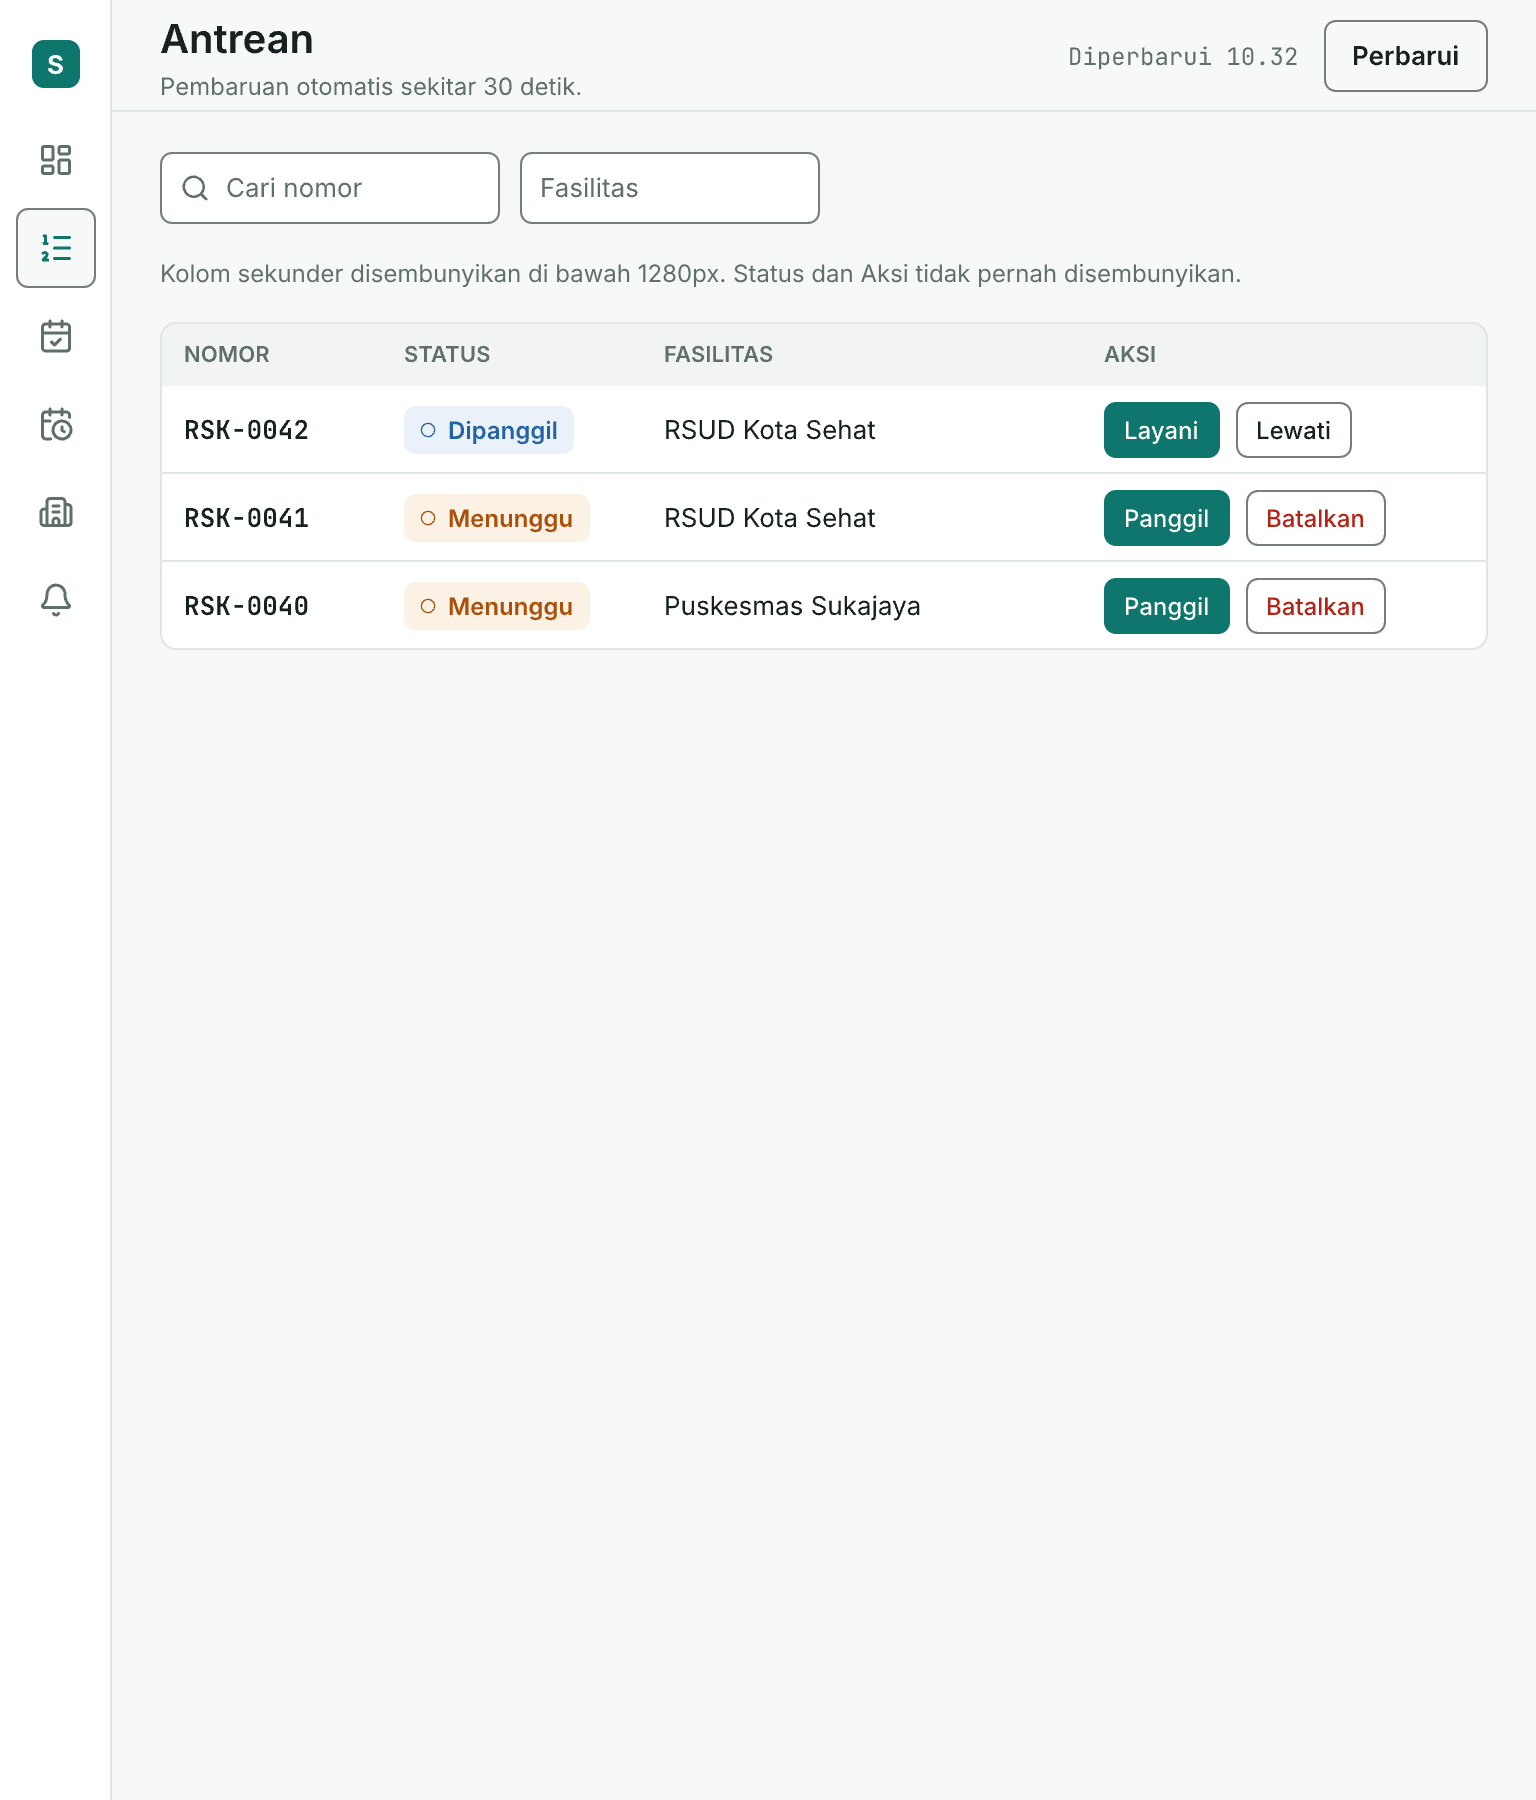 S
Antrean
Pembaruan otomatis sekitar 30 detik.
Diperbarui 10.32
Perbarui
Cari nomor
Fasilitas
Kolom sekunder disembunyikan di bawah 1280px. Status dan Aksi tidak pernah disembunyikan.
NOMOR STATUS FASILITAS AKSI
RSK-0042 Dipanggil RSUD Kota Sehat Layani Lewati
RSK-0041 Menunggu RSUD Kota Sehat Panggil Batalkan
RSK-0040 Menunggu Puskesmas Sukajaya Panggil Batalkan